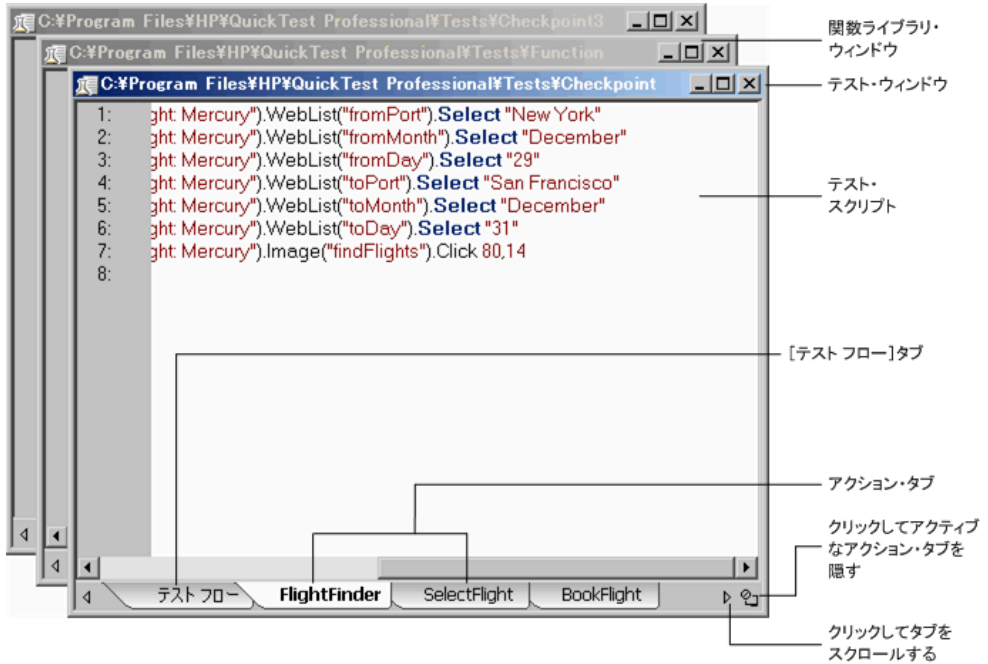 C:¥Program Files¥HP¥QuickTest Professional¥Tests¥Checkpoint3
C:¥Program Files¥HP¥QuickTest Professional¥Tests¥Function
C:¥Program Files¥HP¥QuickTest Professional¥Tests¥Checkpoint
関数ライブラリ・
ウィンドウ
テスト・ウィンドウ
1: ght: Mercury").WebList("fromPort").Select "New York"
2: ght: Mercury").WebList("fromMonth").Select "December"
3: ght: Mercury").WebList("fromDay").Select "29"
4: ght: Mercury").WebList("toPort").Select "San Francisco"
5: ght: Mercury").WebList("toMonth").Select "December"
6: ght: Mercury").WebList("toDay").Select "31"
7: ght: Mercury").Image("findFlights").Click 80,14
8:
テスト・
スクリプト
[テスト フロー]タブ
アクション・タブ
クリックしてアクティブ
なアクション・タブを
隠す
テスト フロー FlightFinder SelectFlight BookFlight
クリックしてタブを
スクロールする